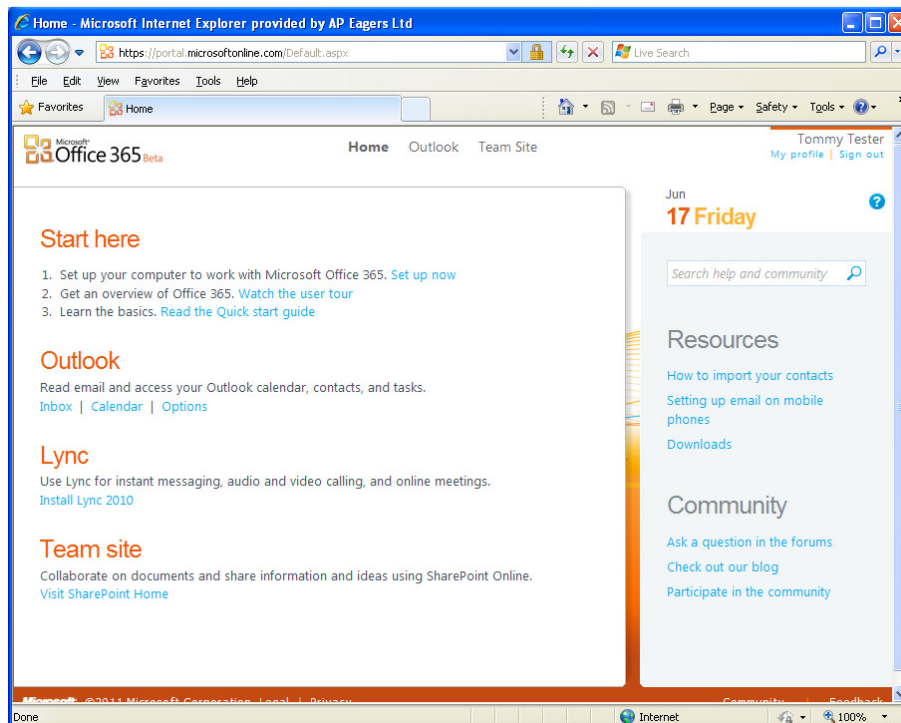 Home - Microsoft Internet Explorer provided by AP Eagers Ltd
https://portal.microsoftonline.com/Default.aspx
Live Search
File Edit View Favorites Tools Help
Favorites Home Page Safety Tools
Microsoft
Office 365 Beta
Home Outlook Team Site
Tommy Tester
My profile | Sign out
Jun
17 Friday
Start here
1. Set up your computer to work with Microsoft Office 365. Set up now
2. Get an overview of Office 365. Watch the user tour
3. Learn the basics. Read the Quick start guide
Outlook
Read email and access your Outlook calendar, contacts, and tasks.
Inbox | Calendar | Options
Lync
Use Lync for instant messaging, audio and video calling, and online meetings.
Install Lync 2010
Team site
Collaborate on documents and share information and ideas using SharePoint Online.
Visit SharePoint Home
Search help and community
Resources
How to import your contacts
Setting up email on mobile
phones
Downloads
Community
Ask a question in the forums
Check out our blog
Participate in the community
Microsoft ©2011 Microsoft Corporation Legal | Privacy Community Feedback
Done Internet 100%